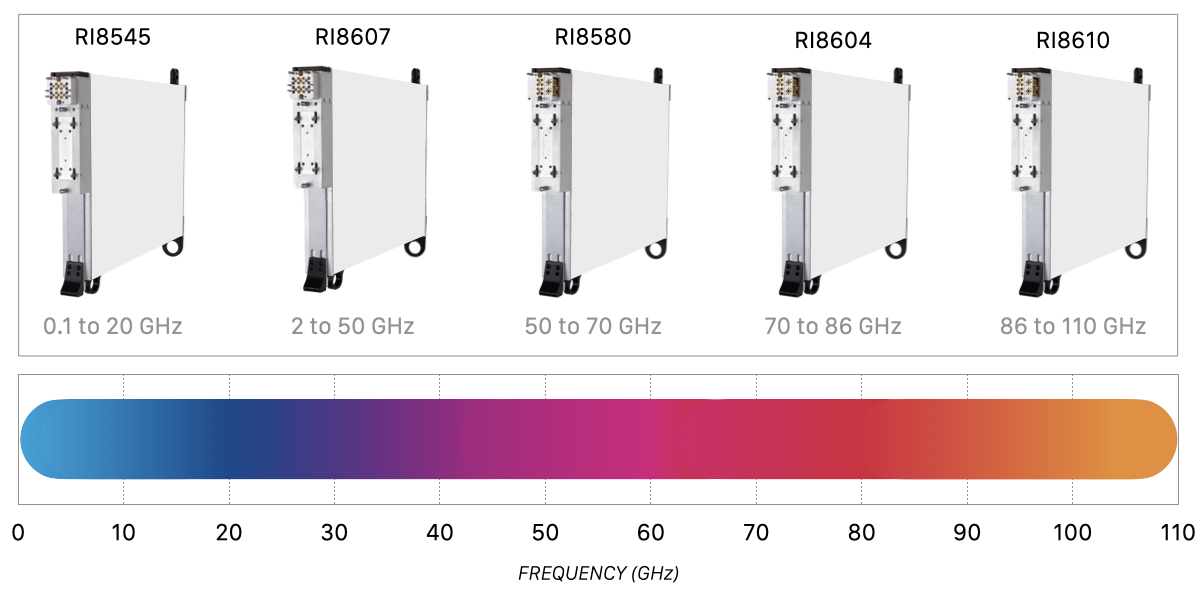 RI8545 RI8607 RI8580 RI8604 RI8610
0.1 to 20 GHz 2 to 50 GHz 50 to 70 GHz 70 to 86 GHz 86 to 110 GHz
0 10 20 30 40 50 60 70 80 90 100 110
FREQUENCY (GHz)